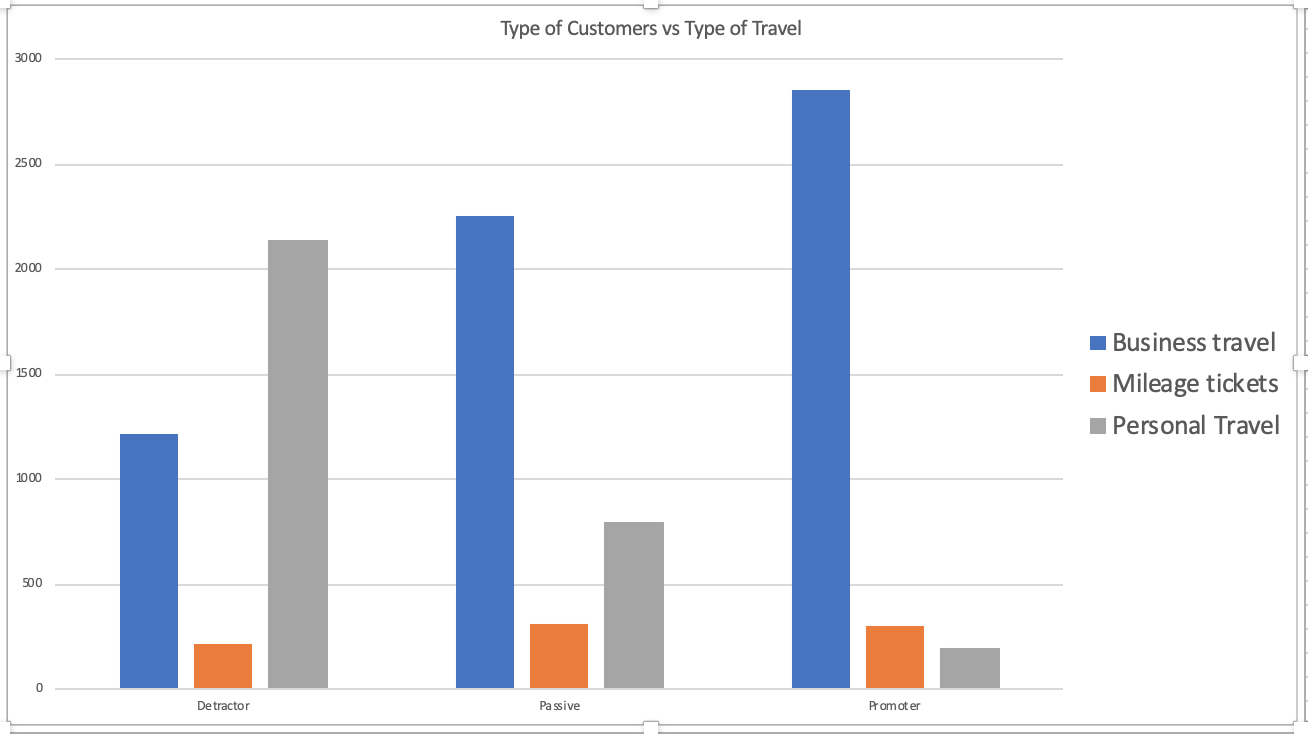 Type of Customers vs Type of Travel
3000
2500
2000
1500
1000
500
0
Detractor
Passive
Promoter
Business travel
Mileage tickets
Personal Travel